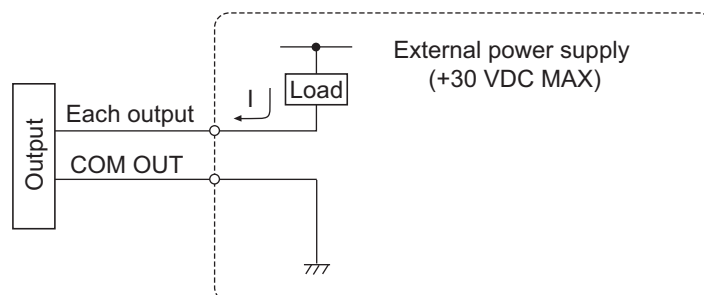 External power supply
(+30 VDC MAX)
Load
I
Each output
COM OUT
Output